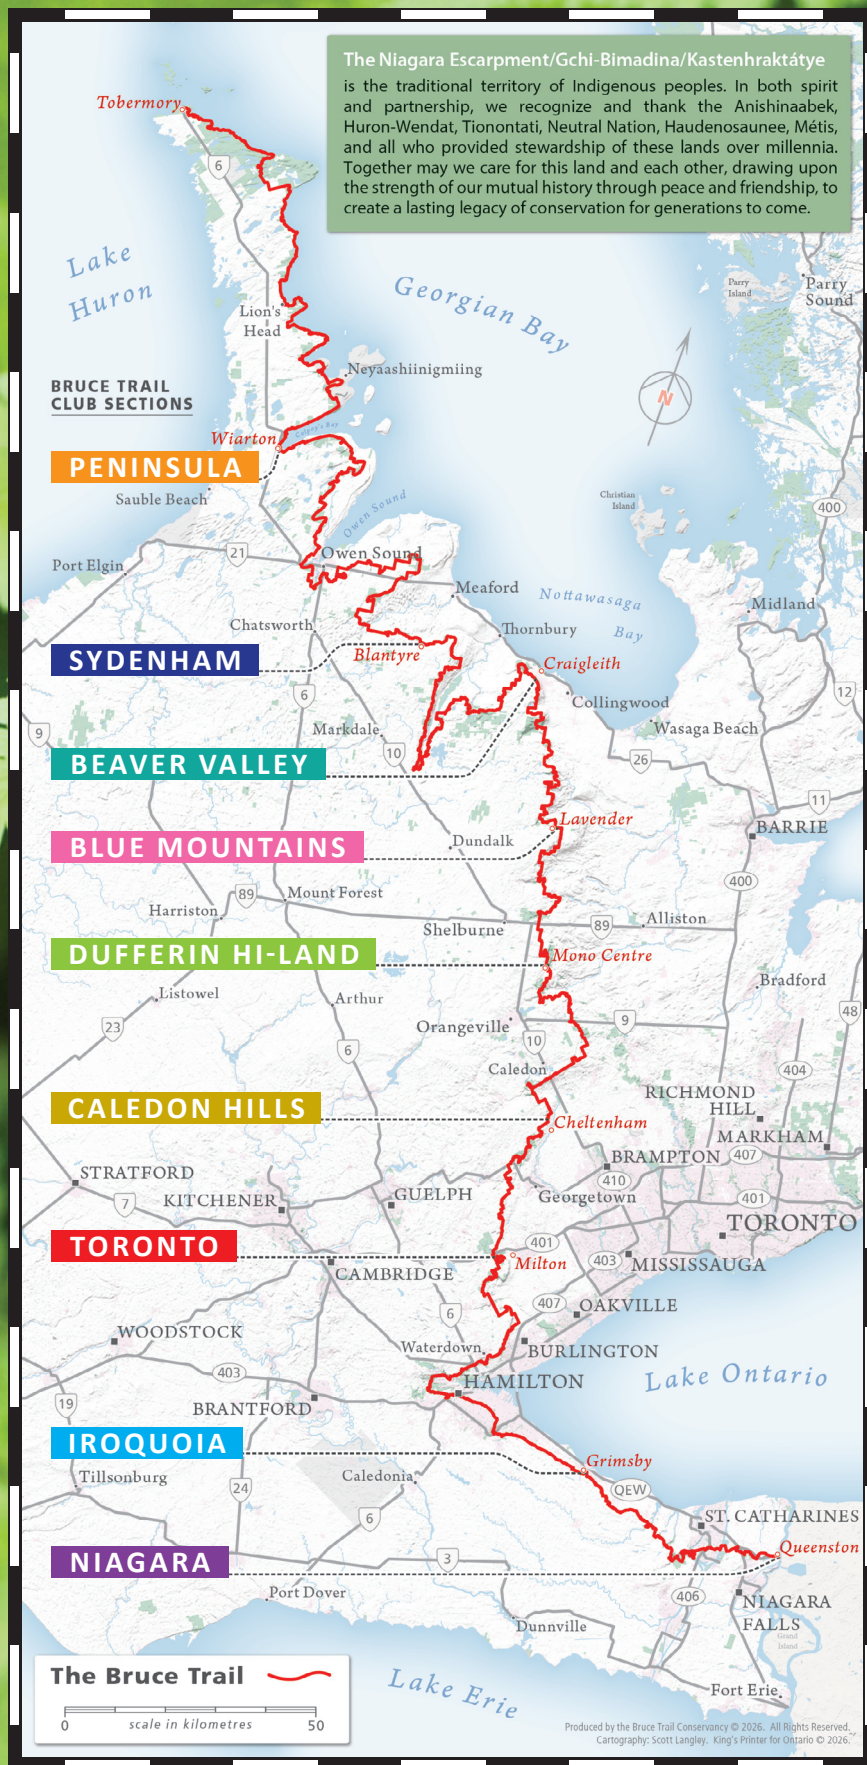 The Niagara Escarpment/Gchi-Bimadina/Kastenhraktátye
is the traditional territory of Indigenous peoples. In both spirit
and partnership, we recognize and thank the Anishinaabek,
Huron-Wendat, Tionontati, Neutral Nation, Haudenosaunee, Métis,
and all who provided stewardship of these lands over millennia.
Together may we care for this land and each other, drawing upon
the strength of our mutual history through peace and friendship, to
create a lasting legacy of conservation for generations to come.
Tobermory
6
Lake
Huron
Georgian Bay
Parry
Island
Parry
Sound
Lion's
Head
Neyaashiinigmiing
N
BRUCE TRAIL
CLUB SECTIONS
Colpoy's Bay
Wiarton
PENINSULA
Sauble Beach
Owen Sound
Christian
Island
400
21
Owen Sound
Port Elgin
Meaford
Nottawasaga
Bay
Midland
Chatsworth
Thornbury
SYDENHAM
Blantyre
Craigleith
6
Collingwood
12
9
Markdale
10
Wasaga Beach
26
BEAVER VALLEY
11
Lavender
BARRIE
BLUE MOUNTAINS
Dundalk
400
89
Mount Forest
Harriston
Shelburne
89
Alliston
DUFFERIN HI-LAND
Mono Centre
Bradford
Listowel
Arthur
48
23
Orangeville
9
10
6
Caledon
404
RICHMOND
HILL
CALEDON HILLS
Cheltenham
MARKHAM
BRAMPTON
407
STRATFORD
410
7
KITCHENER
GUELPH
Georgetown
401
TORONTO
TORONTO
401
Milton
403
MISSISSAUGA
CAMBRIDGE
407
OAKVILLE
6
WOODSTOCK
Waterdown
BURLINGTON
403
HAMILTON
Lake Ontario
19
BRANTFORD
IROQUOIA
Grimsby
Tillsonburg
Caledonia
24
QEW
6
ST. CATHARINES
Queenston
NIAGARA
3
406
Port Dover
NIAGARA
FALLS
Dunnville
Grand
Island
The Bruce Trail
0
scale in kilometres
50
Lake Erie
Fort Erie
Produced by the Bruce Trail Conservancy © 2026. All Rights Reserved.
Cartography: Scott Langley. King's Printer for Ontario © 2026.